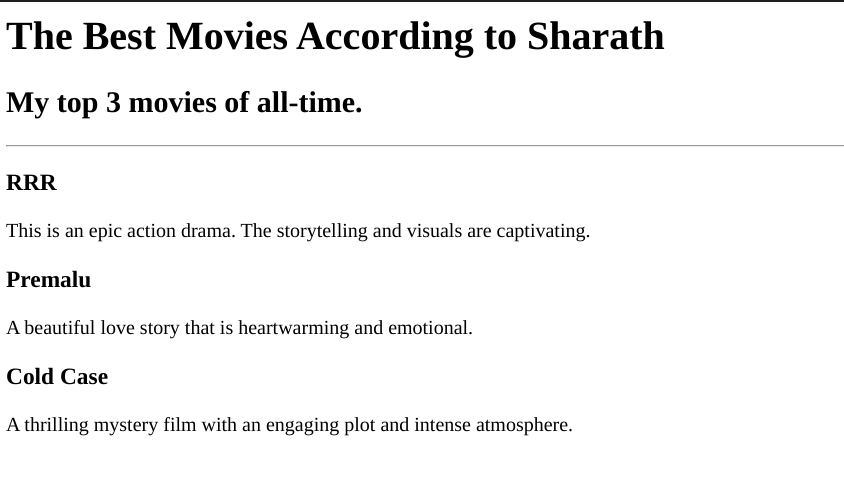 The Best Movies According to Sharath
My top 3 movies of all-time.
RRR
This is an epic action drama. The storytelling and visuals are captivating.
Premalu
A beautiful love story that is heartwarming and emotional.
Cold Case
A thrilling mystery film with an engaging plot and intense atmosphere.